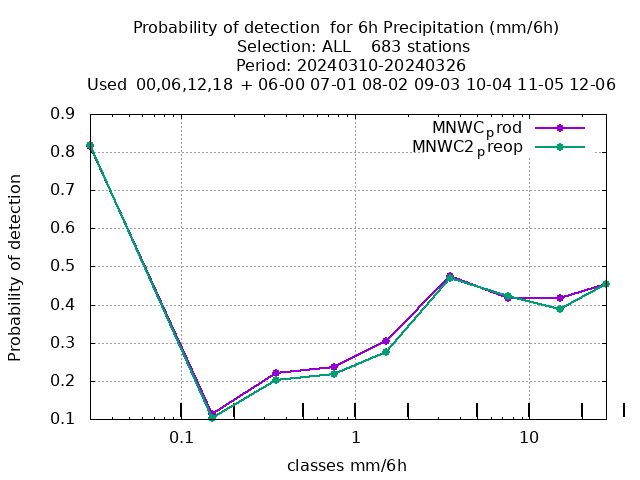 Probability of detection  for 6h Precipitation (mm/6h)
Selection: ALL    683 stations
Period: 20240310-20240326
Used  00,06,12,18  + 06-00 07-01 08-02 09-03 10-04 11-05 12-06
MNWCprod
MNWC2preop
Probability of detection
0.9
0.8
0.7
0.6
0.5
0.4
0.3
0.2
0.1
0.1 1 10
classes mm/6h